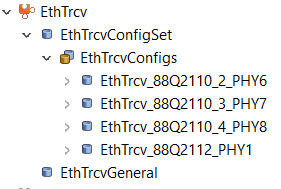 EthTrcv
EthTrcvConfigSet
EthTrcvConfigs
EthTrcv_88Q2110_2_PHY6
EthTrcv_88Q2110_3_PHY7
EthTrcv_88Q2110_4_PHY8
EthTrcv_88Q2112_PHY1
EthTrcvGeneral